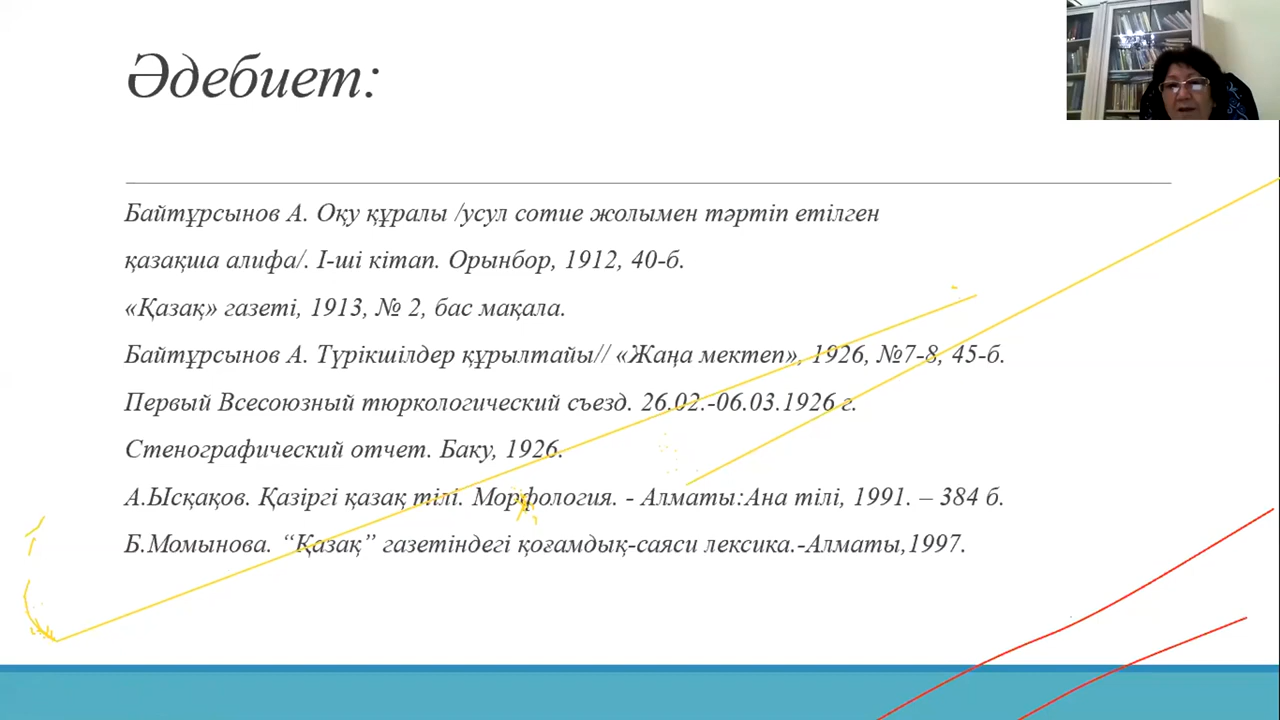 Әдебиет:
Байтұрсынов А. Оқу құралы /усул сотие жолымен тәртіп етілген
қазақша алифа/. І-ші кітап. Орынбор, 1912, 40-б.
«Қазақ» газеті, 1913, № 2, бас мақала.
Байтұрсынов А. Түрікшілдер құрылтайы// «Жаңа мектеп», 1926, №7-8, 45-б.
Первый Всесоюзный тюркологический съезд. 26.02.-06.03.1926 г.
Стенографический отчет. Баку, 1926.
А.Ысқақов. Қазіргі қазақ тілі. Морфология. - Алматы:Ана тілі, 1991. – 384 б.
Б.Момынова. “Қазақ” газетіндегі қоғамдық-саяси лексика.-Алматы,1997.